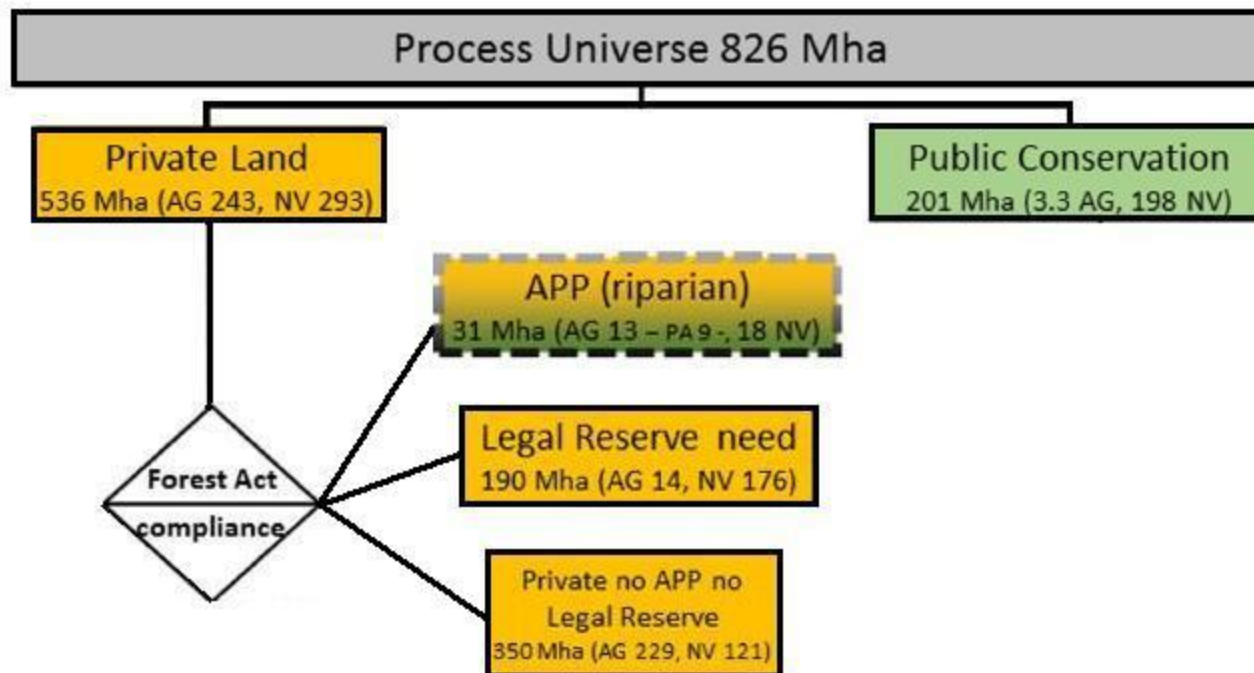 Process Universe 826 Mha
Private Land
536 Mha (AG 243, NV 293)
Public Conservation
201 Mha (3.3 AG, 198 NV)
APP (riparian)
31 Mha (AG 13 – PA 9 -, 18 NV)
Forest Act
compliance
Legal Reserve need
190 Mha (AG 14, NV 176)
Private no APP no
Legal Reserve
350 Mha (AG 229, NV 121)